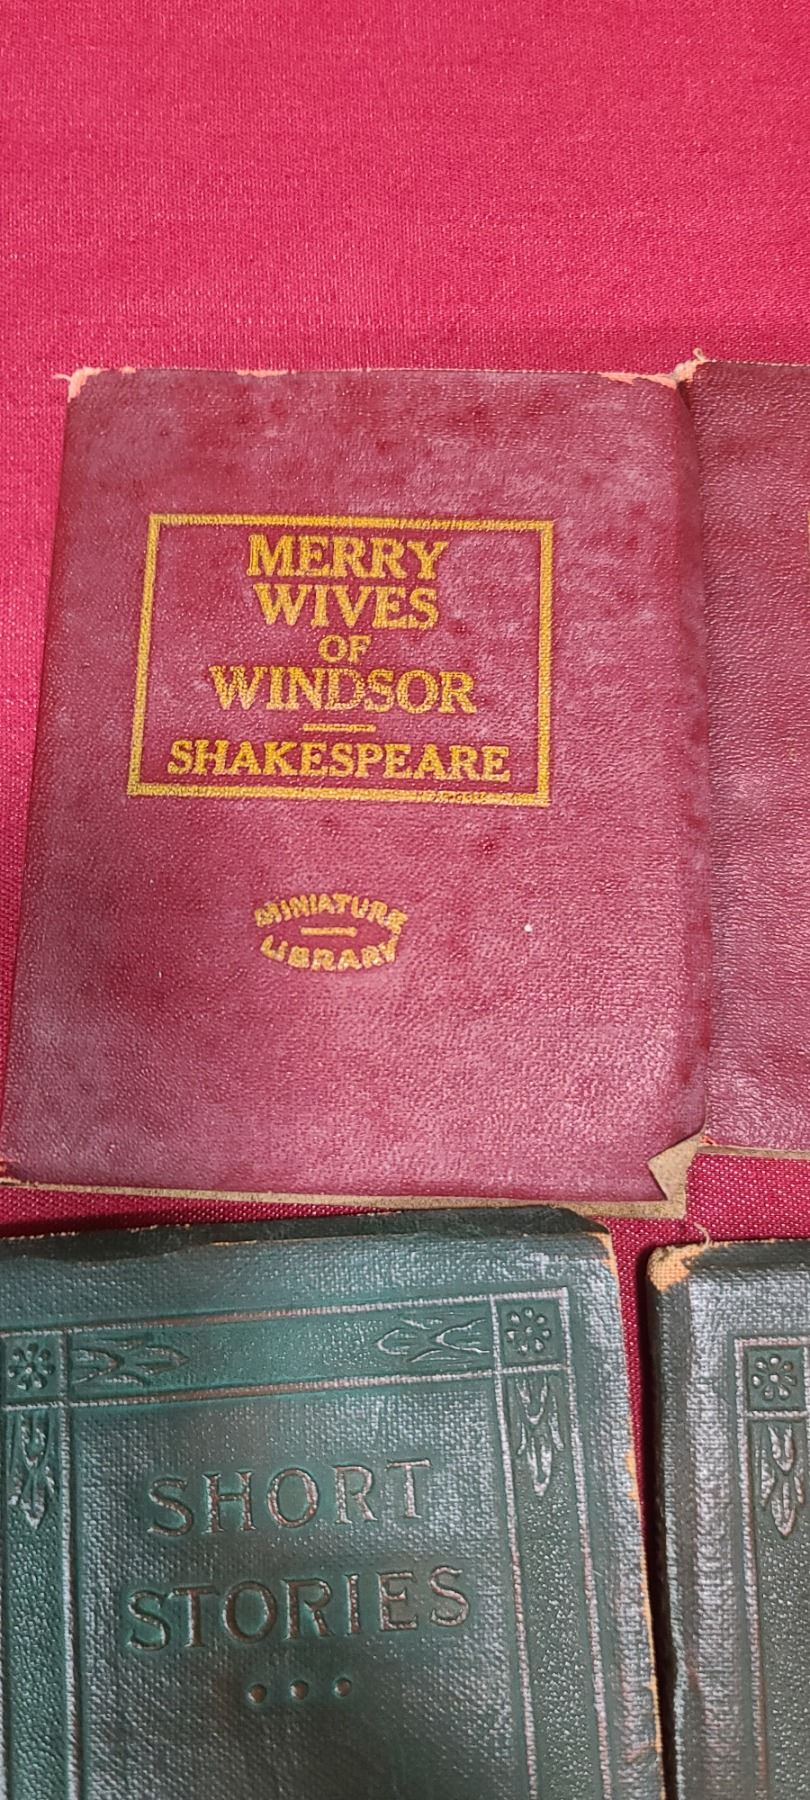 MERRY
WIVES
OF
WINDSOR
SHAKESPEARE
MINIATURE
LIBRARY
SHORT
STORIES